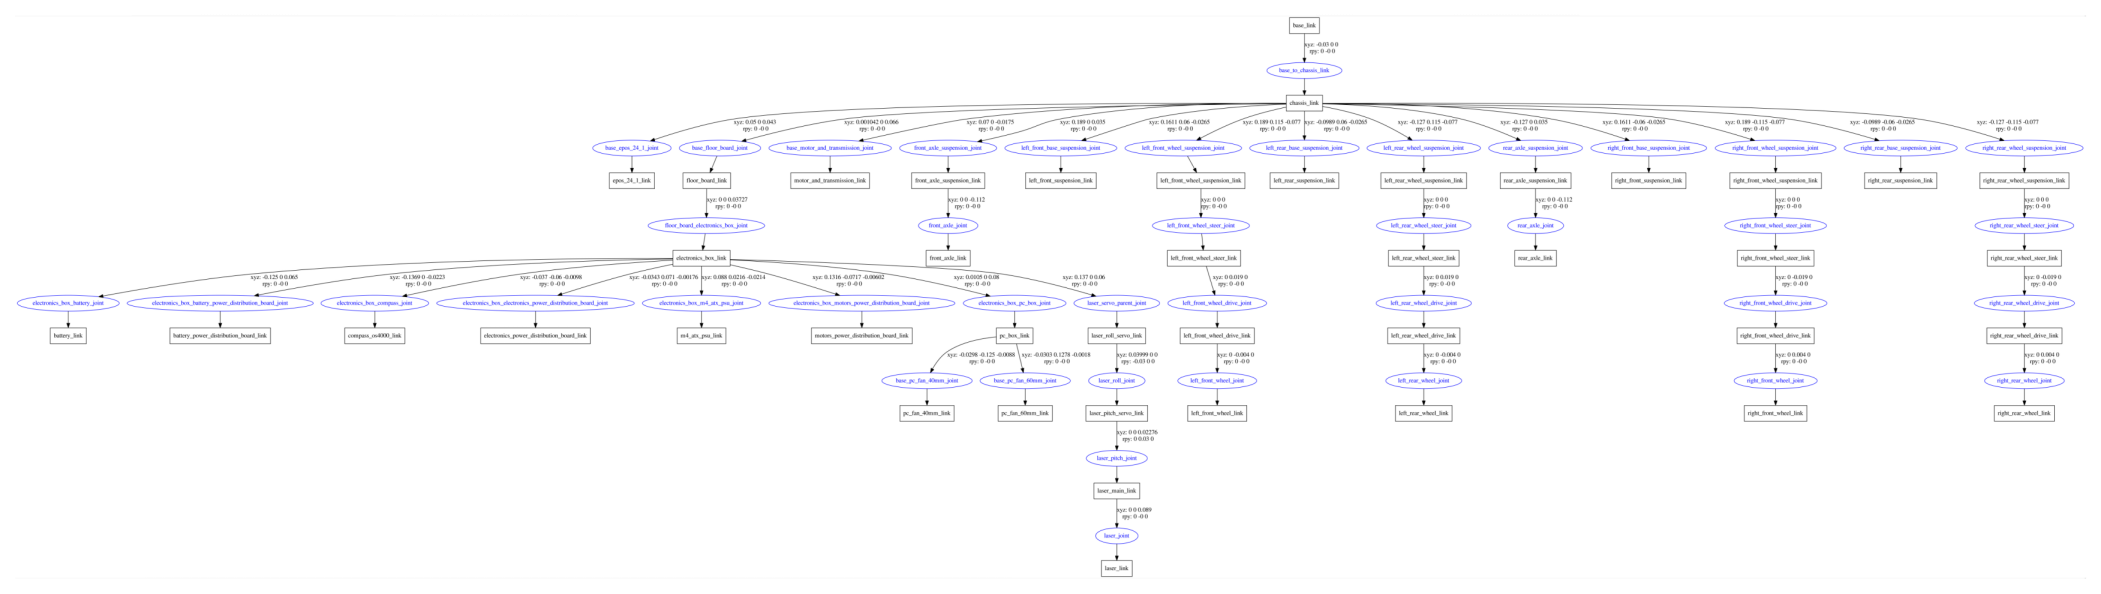 base_link
xyz: -0.03 0 0
rpy: 0 -0 0
base_to_chassis_link
chassis_link
xyz: 0.05 0 0.043
rpy: 0 -0 0
xyz: 0.001042 0 0.066
rpy: 0 -0 0
xyz: 0.07 0 -0.0175
rpy: 0 -0 0
xyz: 0.189 0 0.035
rpy: 0 -0 0
xyz: 0.1611 0.06 -0.0265
rpy: 0 -0 0
xyz: 0.189 0.115 -0.077
rpy: 0 -0 0
xyz: -0.0989 0.06 -0.0265
rpy: 0 -0 0
xyz: -0.127 0.115 -0.077
rpy: 0 -0 0
xyz: -0.127 0 0.035
rpy: 0 -0 0
xyz: 0.1611 -0.06 -0.0265
rpy: 0 -0 0
xyz: 0.189 -0.115 -0.077
rpy: 0 -0 0
xyz: -0.0989 -0.06 -0.0265
rpy: 0 -0 0
xyz: -0.127 -0.115 -0.077
rpy: 0 -0 0
base_epos_24_1_joint
base_floor_board_joint
base_motor_and_transmission_joint
front_axle_suspension_joint
left_front_base_suspension_joint
left_front_wheel_suspension_joint
left_rear_base_suspension_joint
left_rear_wheel_suspension_joint
rear_axle_suspension_joint
right_front_base_suspension_joint
right_front_wheel_suspension_joint
right_rear_base_suspension_joint
right_rear_wheel_suspension_joint
epos_24_1_link
floor_board_link
motor_and_transmission_link
front_axle_suspension_link
left_front_suspension_link
left_front_wheel_suspension_link
left_rear_suspension_link
left_rear_wheel_suspension_link
rear_axle_suspension_link
right_front_suspension_link
right_front_wheel_suspension_link
right_rear_suspension_link
right_rear_wheel_suspension_link
xyz: 0 0 0.03727
rpy: 0 -0 0
xyz: 0 0 -0.112
rpy: 0 -0 0
xyz: 0 0 0
rpy: 0 -0 0
xyz: 0 0 0
rpy: 0 -0 0
xyz: 0 0 -0.112
rpy: 0 -0 0
xyz: 0 0 0
rpy: 0 -0 0
xyz: 0 0 0
rpy: 0 -0 0
floor_board_electronics_box_joint
front_axle_joint
left_front_wheel_steer_joint
left_rear_wheel_steer_joint
rear_axle_joint
right_front_wheel_steer_joint
right_rear_wheel_steer_joint
electronics_box_link
front_axle_link
left_front_wheel_steer_link
left_rear_wheel_steer_link
rear_axle_link
right_front_wheel_steer_link
right_rear_wheel_steer_link
xyz: -0.125 0 0.065
rpy: 0 -0 0
xyz: -0.1369 0 -0.0223
rpy: 0 -0 0
xyz: -0.037 -0.06 -0.0098
rpy: 0 -0 0
xyz: -0.0343 0.071 -0.00176
rpy: 0 -0 0
xyz: 0.088 0.0216 -0.0214
rpy: 0 -0 0
xyz: 0.1316 -0.0717 -0.00602
rpy: 0 -0 0
xyz: 0.0105 0 0.08
rpy: 0 -0 0
xyz: 0.137 0 0.06
rpy: 0 -0 0
xyz: 0 0.019 0
rpy: 0 -0 0
xyz: 0 0.019 0
rpy: 0 -0 0
xyz: 0 -0.019 0
rpy: 0 -0 0
xyz: 0 -0.019 0
rpy: 0 -0 0
electronics_box_battery_joint
electronics_box_battery_power_distribution_board_joint
electronics_box_compass_joint
electronics_box_electronics_power_distribution_board_joint
electronics_box_m4_atx_psu_joint
electronics_box_motors_power_distribution_board_joint
electronics_box_pc_box_joint
laser_servo_parent_joint
left_front_wheel_drive_joint
left_rear_wheel_drive_joint
right_front_wheel_drive_joint
right_rear_wheel_drive_joint
battery_link
battery_power_distribution_board_link
compass_os4000_link
electronics_power_distribution_board_link
m4_atx_psu_link
motors_power_distribution_board_link
pc_box_link
laser_roll_servo_link
left_front_wheel_drive_link
left_rear_wheel_drive_link
right_front_wheel_drive_link
right_rear_wheel_drive_link
xyz: -0.0298 -0.125 -0.0088
rpy: 0 -0 0
xyz: -0.0303 0.1278 -0.0018
rpy: 0 -0 0
xyz: 0.03999 0 0
rpy: -0.03 0 0
xyz: 0 -0.004 0
rpy: 0 -0 0
xyz: 0 -0.004 0
rpy: 0 -0 0
xyz: 0 0.004 0
rpy: 0 -0 0
xyz: 0 0.004 0
rpy: 0 -0 0
base_pc_fan_40mm_joint
base_pc_fan_60mm_joint
laser_roll_joint
left_front_wheel_joint
left_rear_wheel_joint
right_front_wheel_joint
right_rear_wheel_joint
pc_fan_40mm_link
pc_fan_60mm_link
laser_pitch_servo_link
left_front_wheel_link
left_rear_wheel_link
right_front_wheel_link
right_rear_wheel_link
xyz: 0 0 0.02276
rpy: 0 0.03 0
laser_pitch_joint
laser_main_link
xyz: 0 0 0.089
rpy: 0 -0 0
laser_joint
laser_link